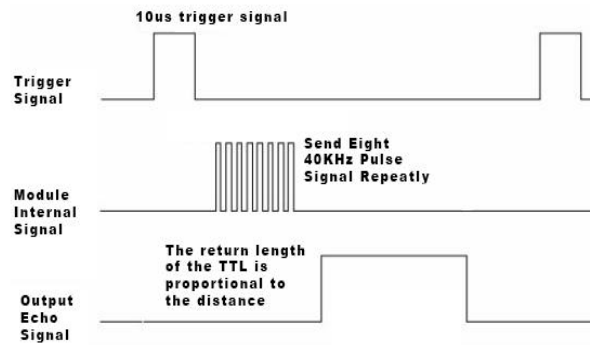 10us trigger signal
Trigger
Signal
Send Eight
40KHz Pulse
Signal Repeatly
Module
Internal
Signal
The return length
of the TTL is
proportional to
the distance
Output
Echo
Signal